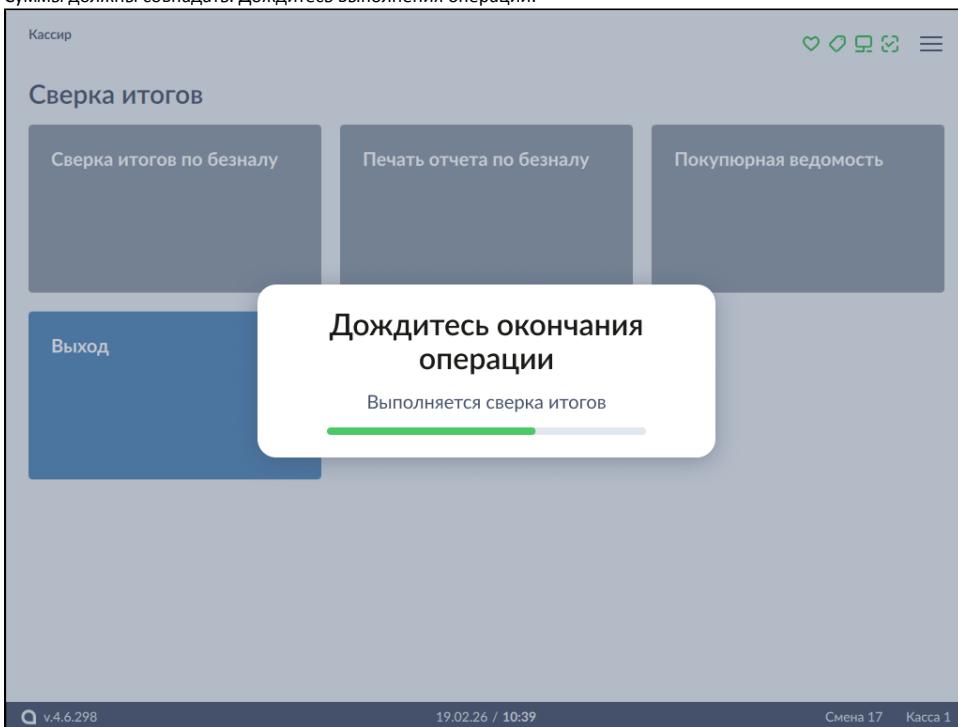 Суммы должны совпадать. Дождитесь выполнения операции.
Кассир
Сверка итогов
Сверка итогов по безналу
Печать отчета по безналу
Покупюрная ведомость
Дождитесь окончания
операции
Выполняется сверка итогов
Выход
v.4.6.298
19.02.26 / 10:39
Смена 17
Касса 1